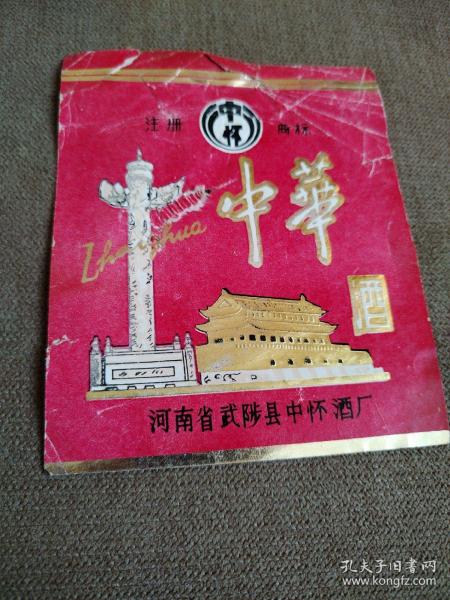 注册 中怀 商标
中華
Zhonghua
酒
河南省武陟县中怀酒厂
孔夫子旧书网
www.kongfz.com